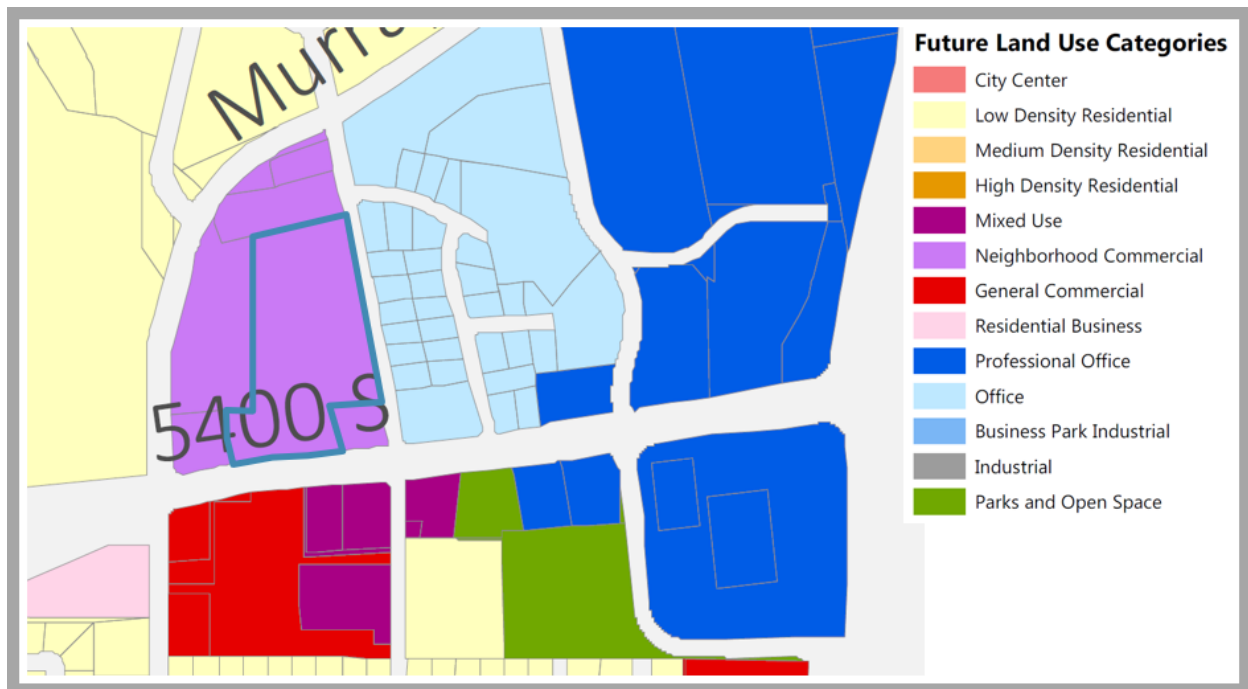 Future Land Use Categories
City Center
Low Density Residential
Medium Density Residential
High Density Residential
Mixed Use
Neighborhood Commercial
General Commercial
Residential Business
Professional Office
Office
Business Park Industrial
Industrial
Parks and Open Space
5400 S